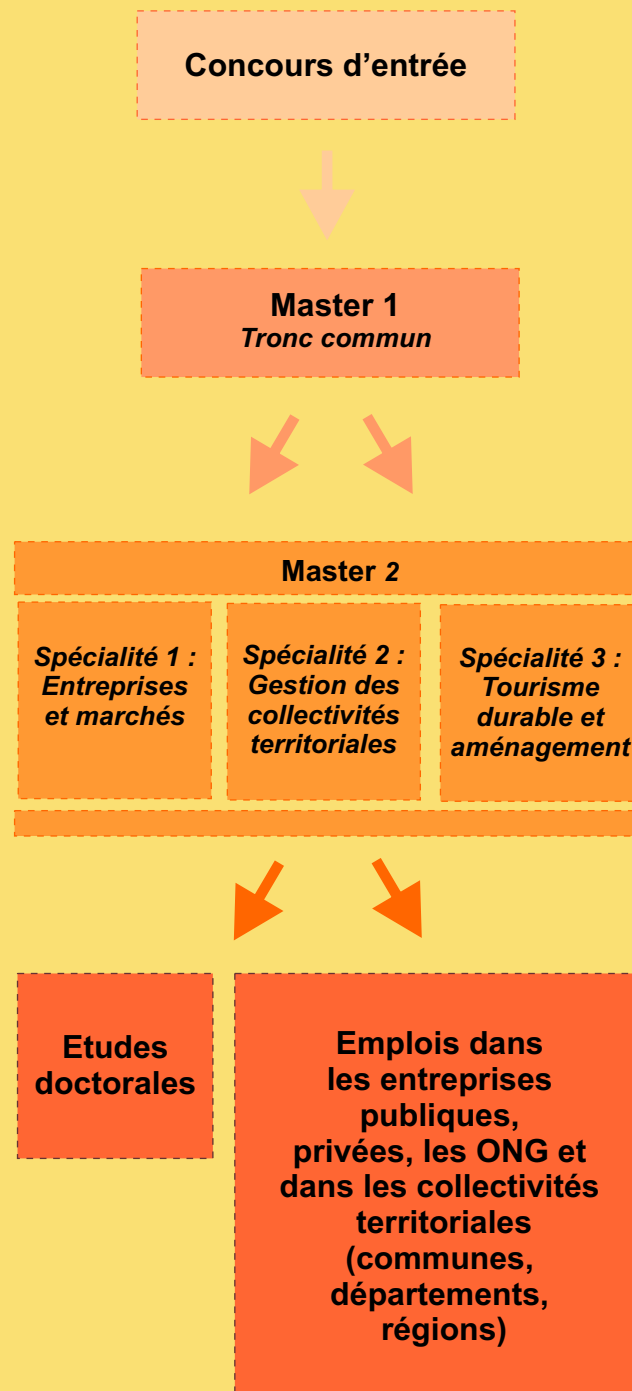 Concours d’entrée
Master 1
Tronc commun
Master 2
Spécialité 1 :
Entreprises
et marchés
Spécialité 2 :
Gestion des
collectivités
territoriales
Spécialité 3 :
Tourisme
durable et
aménagement
Etudes
doctorales
Emplois dans
les entreprises
publiques,
privées, les ONG et
dans les collectivités
territoriales
(communes,
départements,
régions)